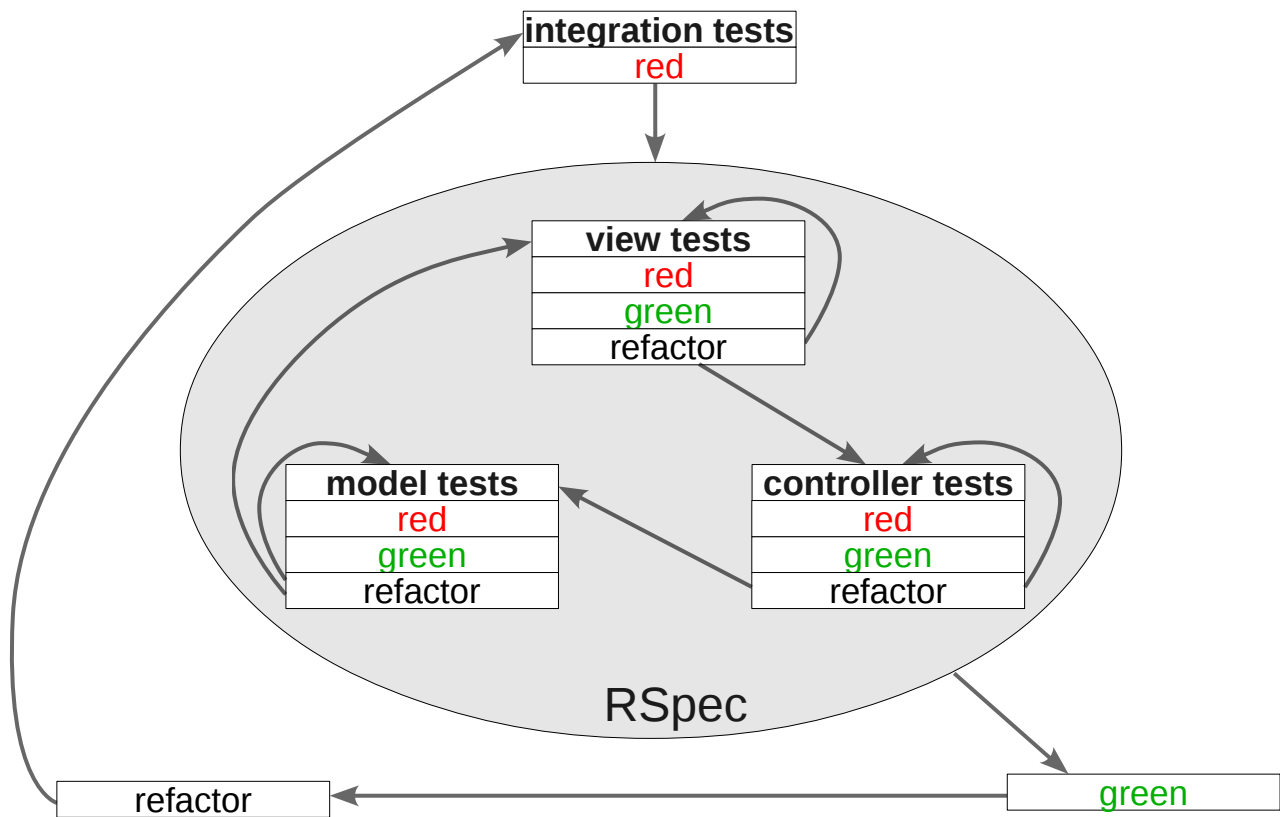 integration tests
red
view tests
red
green
refactor
model tests
red
green
refactor
controller tests
red
green
refactor
RSpec
refactor
green